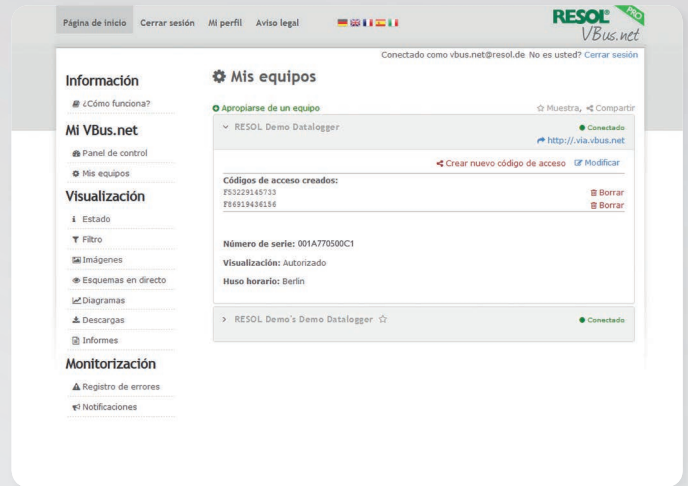 Página de inicio Cerrar sesión Mi perfil Aviso legal
RESOL® PRO
VBus.net
Conectado como vbus.net@resol.de No es usted? Cerrar sesión
Información
¿Cómo funciona?
Mi VBus.net
Panel de control
Mis equipos
Visualización
Estado
Filtro
Imágenes
Esquemas en directo
Diagramas
Descargas
Informes
Monitorización
Registro de errores
Notificaciones
Mis equipos
Apropiarse de un equipo
Muestra, Compartir
RESOL Demo Datalogger
Conectado
http://.via.vbus.net
Crear nuevo código de acceso Modificar
Códigos de acceso creados:
F53229145733 Borrar
F86919436156 Borrar
Número de serie: 001A770500C1
Visualización: Autorizado
Huso horario: Berlin
RESOL Demo's Demo Datalogger
Conectado